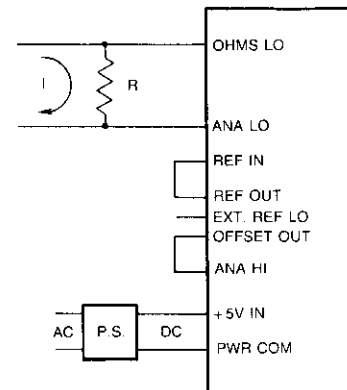 OHMS LO
I
R
ANA LO
REF IN
REF OUT
EXT. REF LO
OFFSET OUT
ANA HI
+5V IN
AC P.S. DC
PWR COM